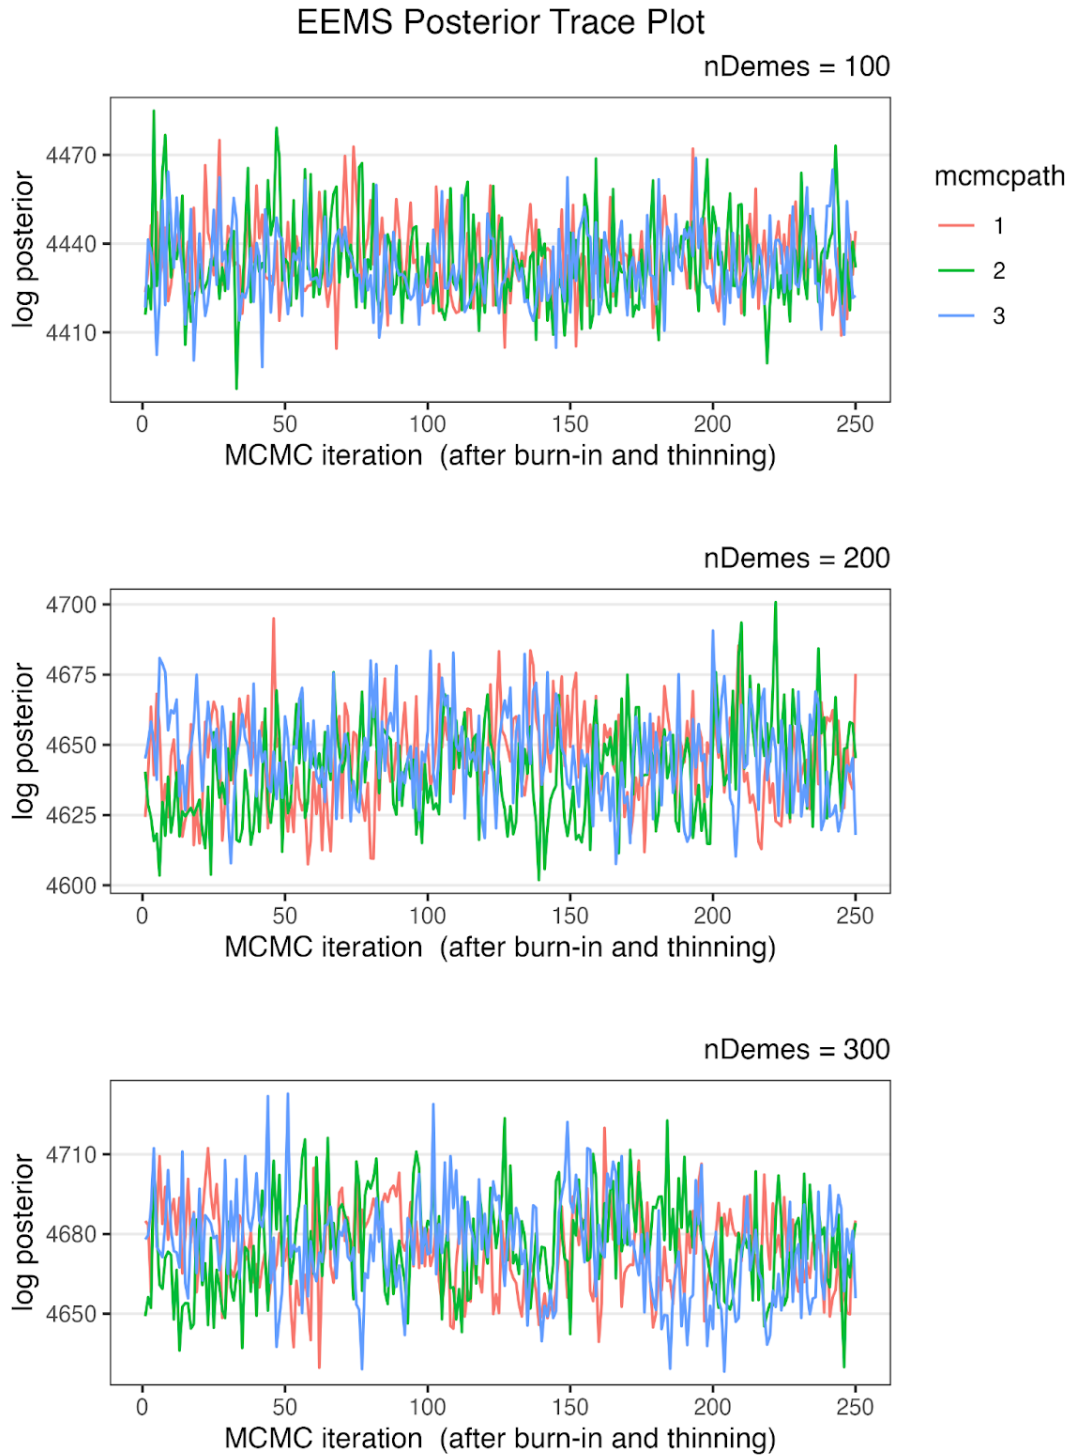 EEMS Posterior Trace Plot
nDemes = 100
4470
4440
4410
log posterior
0 50 100 150 200 250
MCMC iteration (after burn-in and thinning)
mcmcpath
1
2
3
nDemes = 200
4700
4675
4650
4625
4600
log posterior
0 50 100 150 200 250
MCMC iteration (after burn-in and thinning)
nDemes = 300
4710
4680
4650
log posterior
0 50 100 150 200 250
MCMC iteration (after burn-in and thinning)